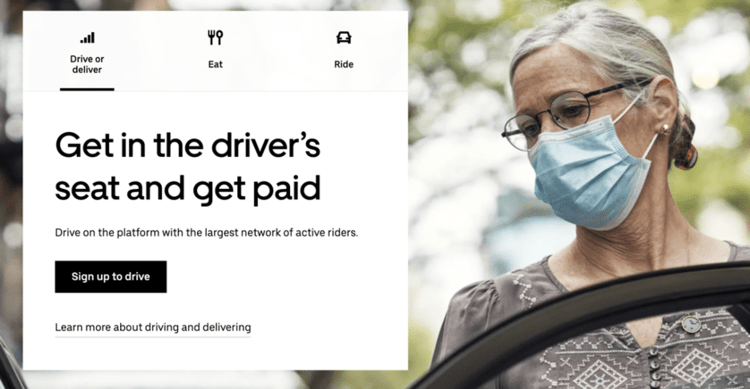 Drive or
deliver
Eat
Ride
Get in the driver’s
seat and get paid
Drive on the platform with the largest network of active riders.
Sign up to drive
Learn more about driving and delivering